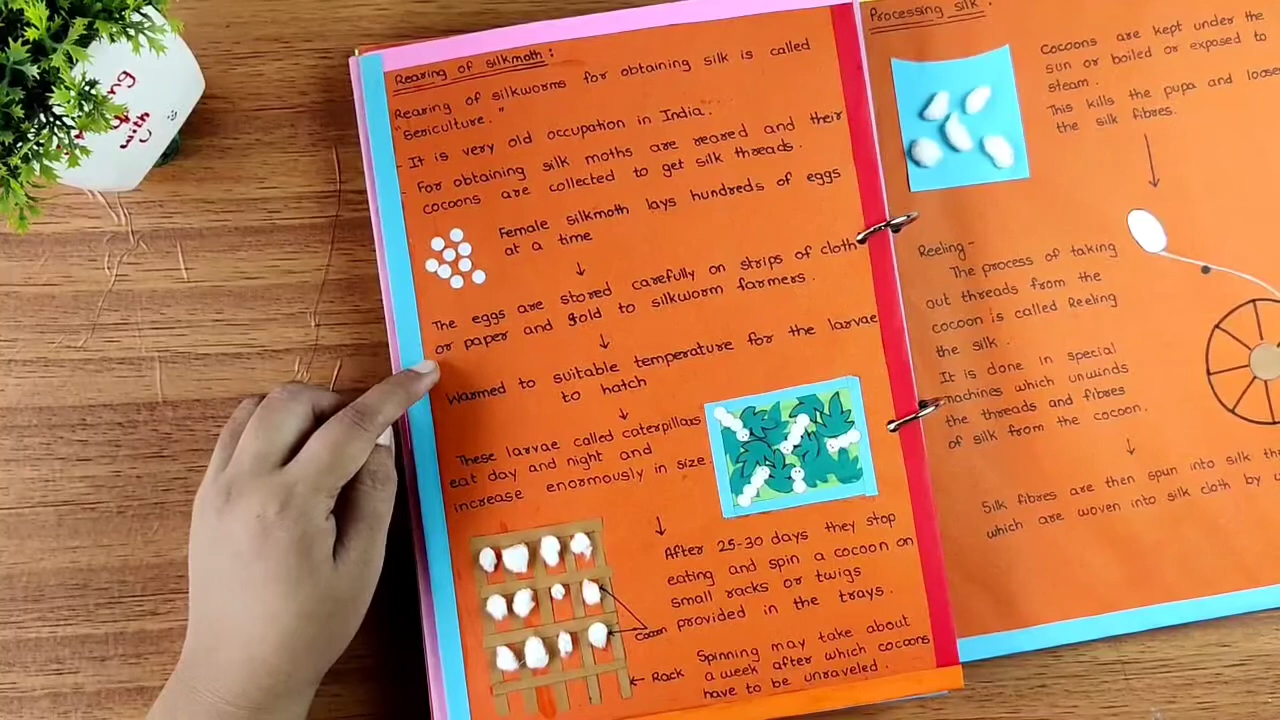 Rearing of silkmoth :
Rearing of silkworms for obtaining silk is called
"Sericulture."
- It is very old occupation in India.
- For obtaining silk moths are reared and their
cocoons are collected to get silk threads.
Female silkmoth lays hundreds of eggs
at a time
↓
The eggs are stored carefully on strips of cloth
or paper and sold to silkworm farmers.
↓
Warmed to suitable temperature for the larvae
to hatch
↓
These larvae called caterpillars
eat day and night and
increase enormously in size.
↓
After 25-30 days they stop
eating and spin a cocoon on
small racks or twigs
provided in the trays.
Cocoon
Spinning may take about
a week after which cocoons
have to be unraveled.
← Rack
Processing silk.
Cocoons are kept under the
sun or boiled or exposed to
steam.
This kills the pupa and
the silk fibres.
↓
Reeling -
The process of taking
out threads from the
cocoon is called Reeling
the silk.
It is done in special
machines which unwinds
the threads and fibres
of silk from the cocoon.
↓
Silk fibres are then spun into silk
which are woven into silk cloth by
with